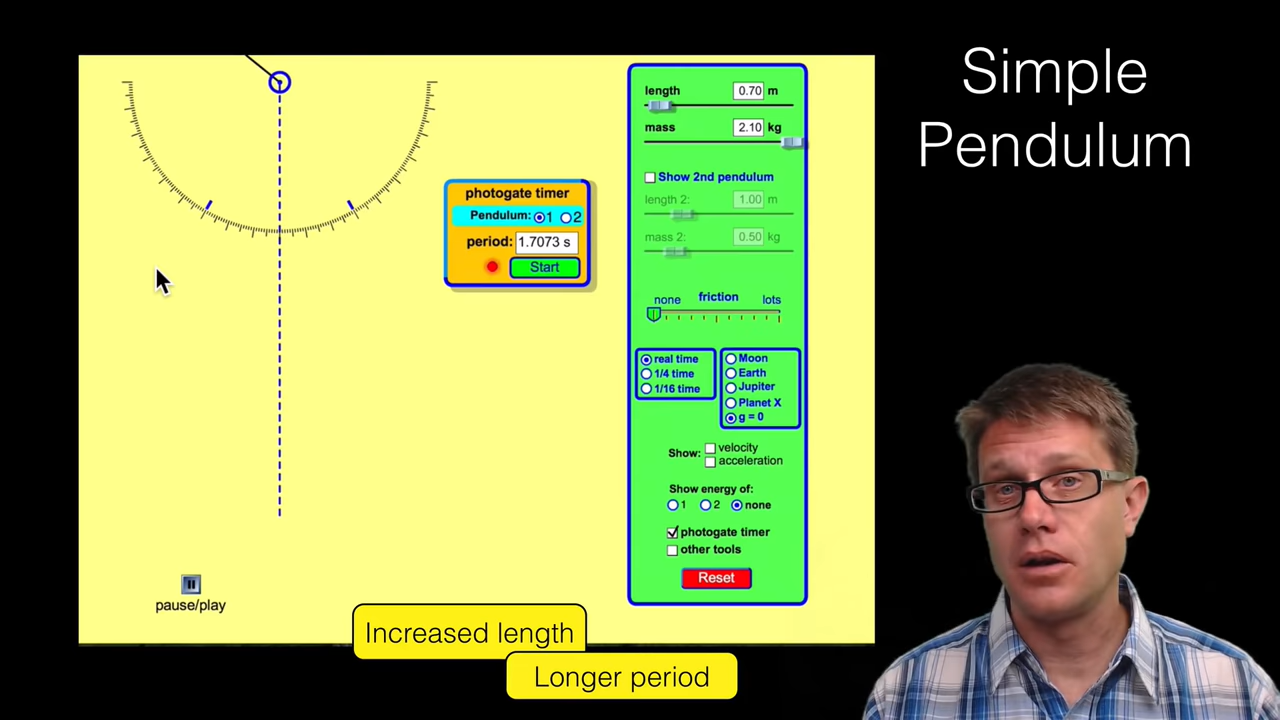 Simple
Pendulum
length 0.70 m
mass 2.10 kg
Show 2nd pendulum
length 2: 1.00 m
mass 2: 0.50 kg
photogate timer
Pendulum: 1 2
period: 1.7073 s
Start
friction
none lots
real time
1/4 time
1/16 time
Moon
Earth
Jupiter
Planet X
g = 0
Show: velocity
acceleration
Show energy of:
1 2 none
photogate timer
other tools
Reset
pause/play
Increased length
Longer period